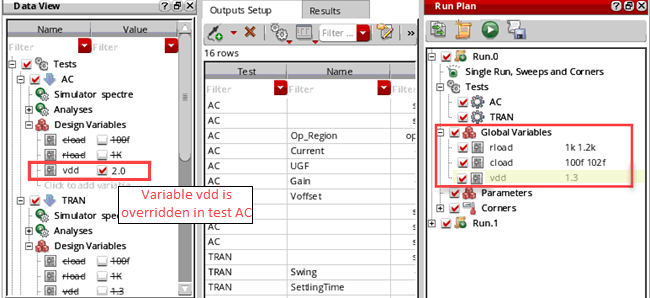 Data View
Name Value
Filter Filter
Tests
AC
Simulator spectre
Analyses
Design Variables
cload 100f
rload 1K
vdd 2.0
Click to add variable
TRAN
Simulator spectre
Analyses
Design Variables
cload 100f
rload 1K
vdd 1.3
Variable vdd is
overridden in test AC
Outputs Setup Results
Filter ... »
16 rows
Test Name
Filter Filter Filter
AC s
AC
AC Op_Region op
AC Current
AC UGF
AC Gain
AC Voffset
AC s
AC s
AC s
TRAN s
TRAN Swing
TRAN SettlingTime
Run Plan
Run.0
Single Run, Sweeps and Corners
Tests
AC
TRAN
Global Variables
rload 1k 1.2k
cload 100f 102f
vdd 1.3
Parameters
Corners
Run.1